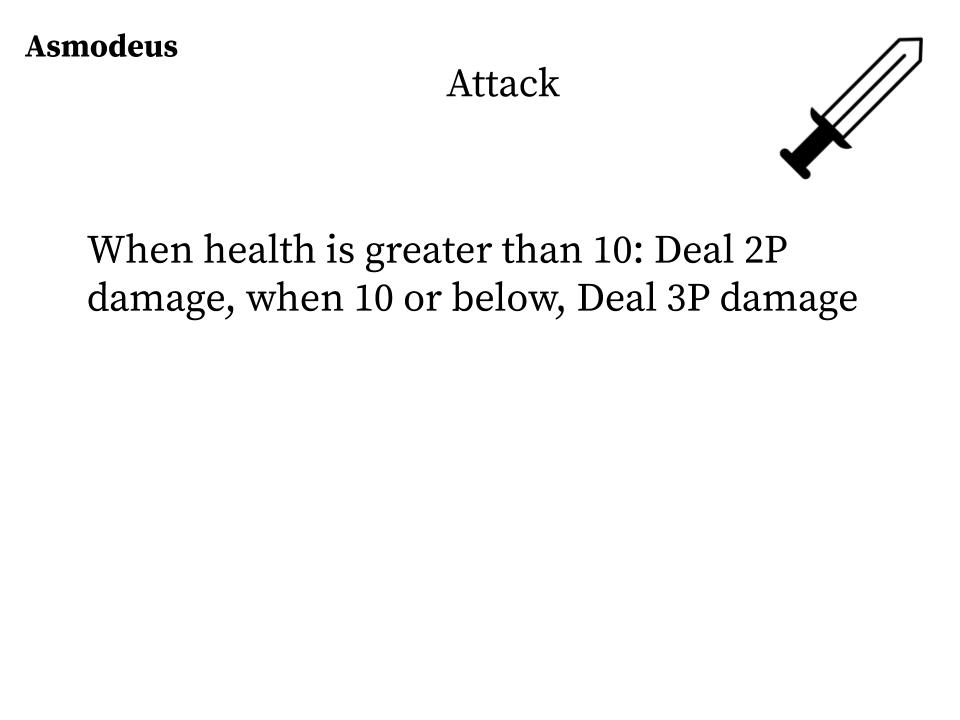 Asmodeus
Attack
When health is greater than 10: Deal 2P
damage, when 10 or below, Deal 3P damage